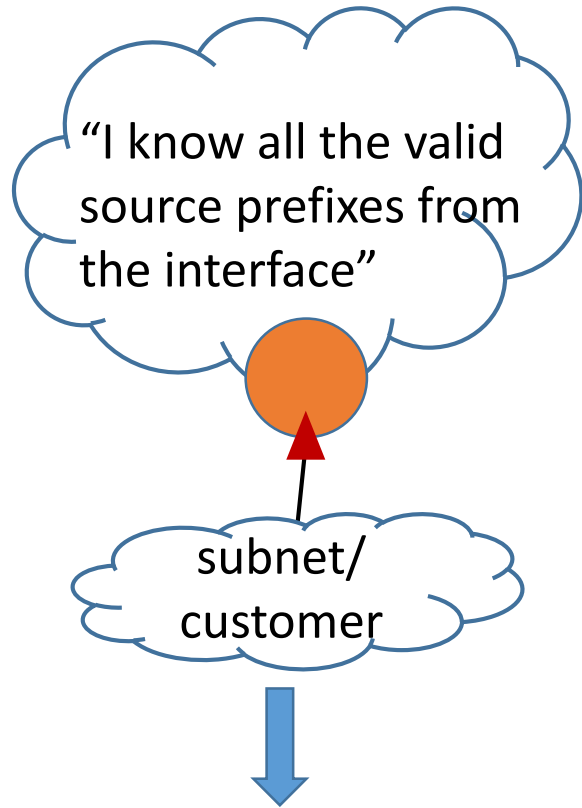 “I know all the valid
source prefixes from
the interface”
subnet/
customer